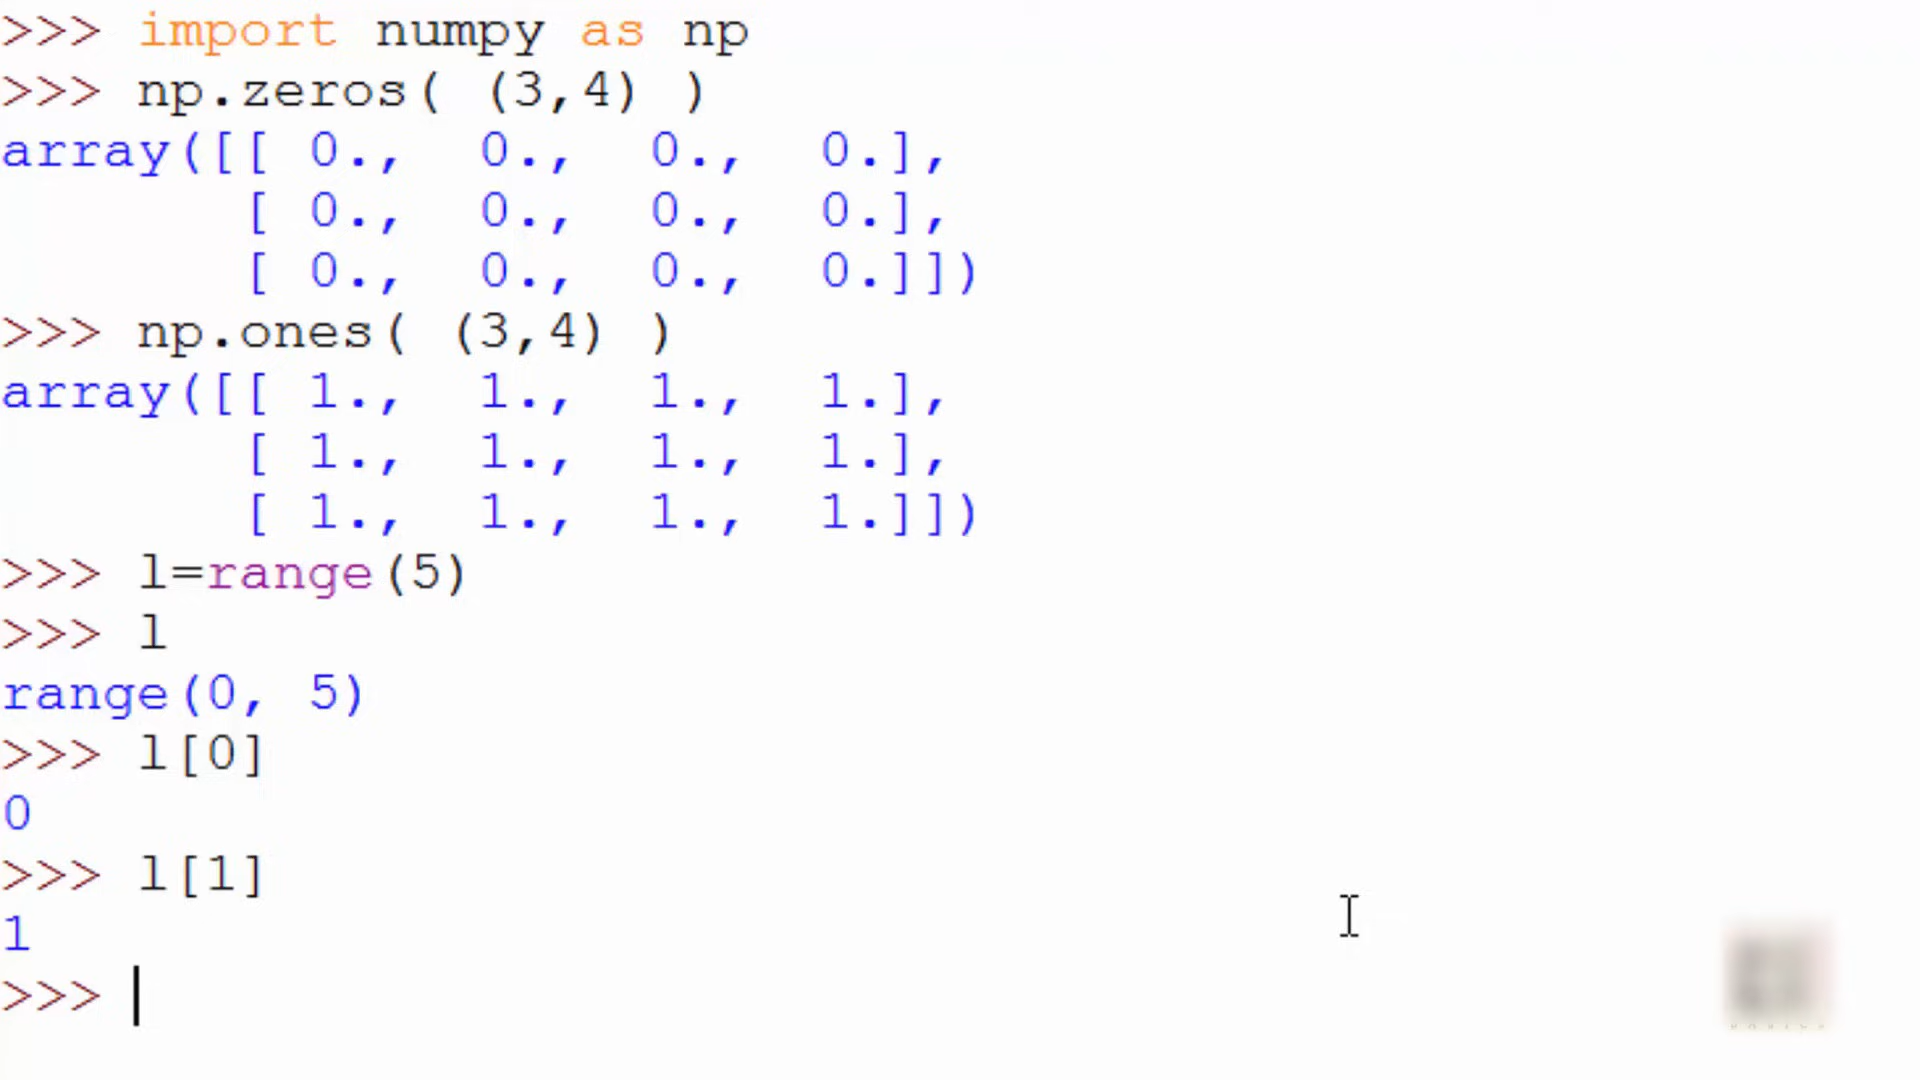 >>> import numpy as np
>>> np.zeros( (3,4) )
array([[ 0.,  0.,  0.,  0.],
       [ 0.,  0.,  0.,  0.],
       [ 0.,  0.,  0.,  0.]])
>>> np.ones( (3,4) )
array([[ 1.,  1.,  1.,  1.],
       [ 1.,  1.,  1.,  1.],
       [ 1.,  1.,  1.,  1.]])
>>> l=range(5)
>>> l
range(0, 5)
>>> l[0]
0
>>> l[1]
1
>>>